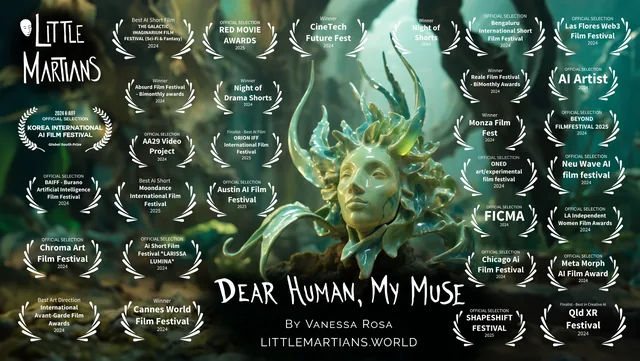 LITTLE
MARTIANS
Best AI Short Film
THE GALACTIC
IMAGINARIUM FILM
FESTIVAL (Sci-Fi & Fantasy)
2024
OFFICIAL SELECTION
RED MOVIE
AWARDS
2025
Winner
CineTech
Future Fest
2024
Winner
Night of
Shorts
OFFICIAL SELECTION
Bengaluru
International Short
Film Festival
2024
OFFICIAL SELECTION
Las Flores Web3
Film Festival
2024
Winner
Absurd Film Festival
- Bimonthly awards
2024
Winner
Night of
Drama Shorts
2024
Winner
Reale Film Festival
- BiMonthly Awards
2024
OFFICIAL SELECTION
AI Artist
2024
2024 KAIFF
OFFICIAL SELECTION
KOREA INTERNATIONAL
AI FILM FESTIVAL
Global South Prize
OFFICIAL SELECTION
AA29 Video
Project
2024
Finalist - Best AI Film
ORION IFF
International Film
Festival
2025
Winner
Monza Film
Fest
2024
OFFICIAL SELECTION
BEYOND
FILMFESTIVAL 2025
2025
OFFICIAL SELECTION
BAIFF - Burano
Artificial Intelligence
Film Festival
2024
Best AI Short
Moondance
International Film
Festival
2025
OFFICIAL SELECTION
Austin AI Film
Festival
2025
OFFICIAL SELECTION
ONED
art/experimental
film festival
2024
OFFICIAL SELECTION
Neu Wave AI
film festival
2024
OFFICIAL SELECTION
Chroma Art
Film Festival
2024
OFFICIAL SELECTION
Ai Short Film
Festival "LARISSA
LUMINA"
2024
OFFICIAL SELECTION
FICMA
2024
OFFICIAL SELECTION
LA Independent
Women Film Awards
2024
OFFICIAL SELECTION
Chicago Ai
Film Festival
2024
OFFICIAL SELECTION
Meta Morph
AI Film Award
2024
Best Art Direction
International
Avant-Garde Film
Awards
2024
Winner
Cannes World
Film Festival
2024
DEAR HUMAN, MY MUSE
BY VANESSA ROSA
LITTLEMARTIANS.WORLD
OFFICIAL SELECTION
SHAPESHIFT
FESTIVAL
2025
Finalist - Best in Creative AI
Qld XR
Festival
2024